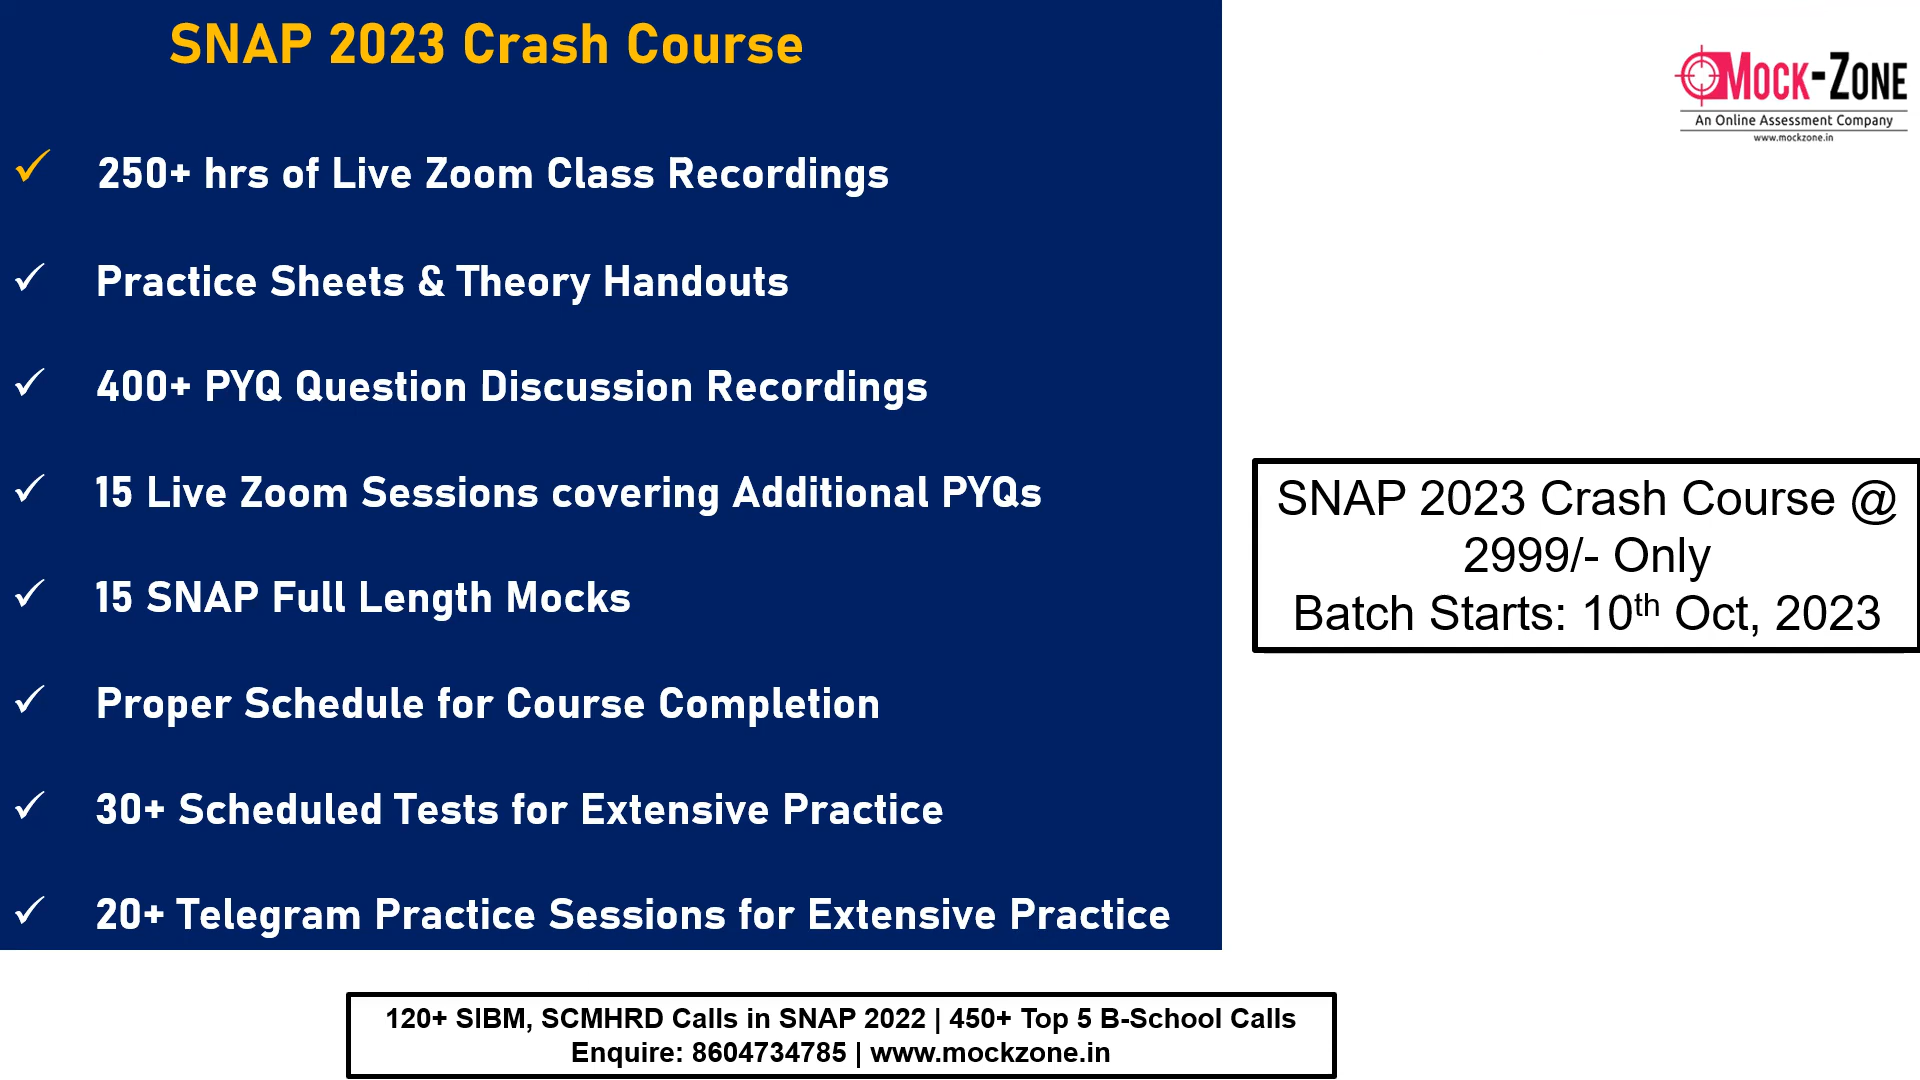 SNAP 2023 Crash Course
MOCK-ZONE
An Online Assessment Company
www.mockzone.in
✓ 250+ hrs of Live Zoom Class Recordings
✓ Practice Sheets & Theory Handouts
✓ 400+ PYQ Question Discussion Recordings
✓ 15 Live Zoom Sessions covering Additional PYQs
✓ 15 SNAP Full Length Mocks
✓ Proper Schedule for Course Completion
✓ 30+ Scheduled Tests for Extensive Practice
✓ 20+ Telegram Practice Sessions for Extensive Practice
SNAP 2023 Crash Course @
2999/- Only
Batch Starts: 10th Oct, 2023
120+ SIBM, SCMHRD Calls in SNAP 2022 | 450+ Top 5 B-School Calls
Enquire: 8604734785 | www.mockzone.in